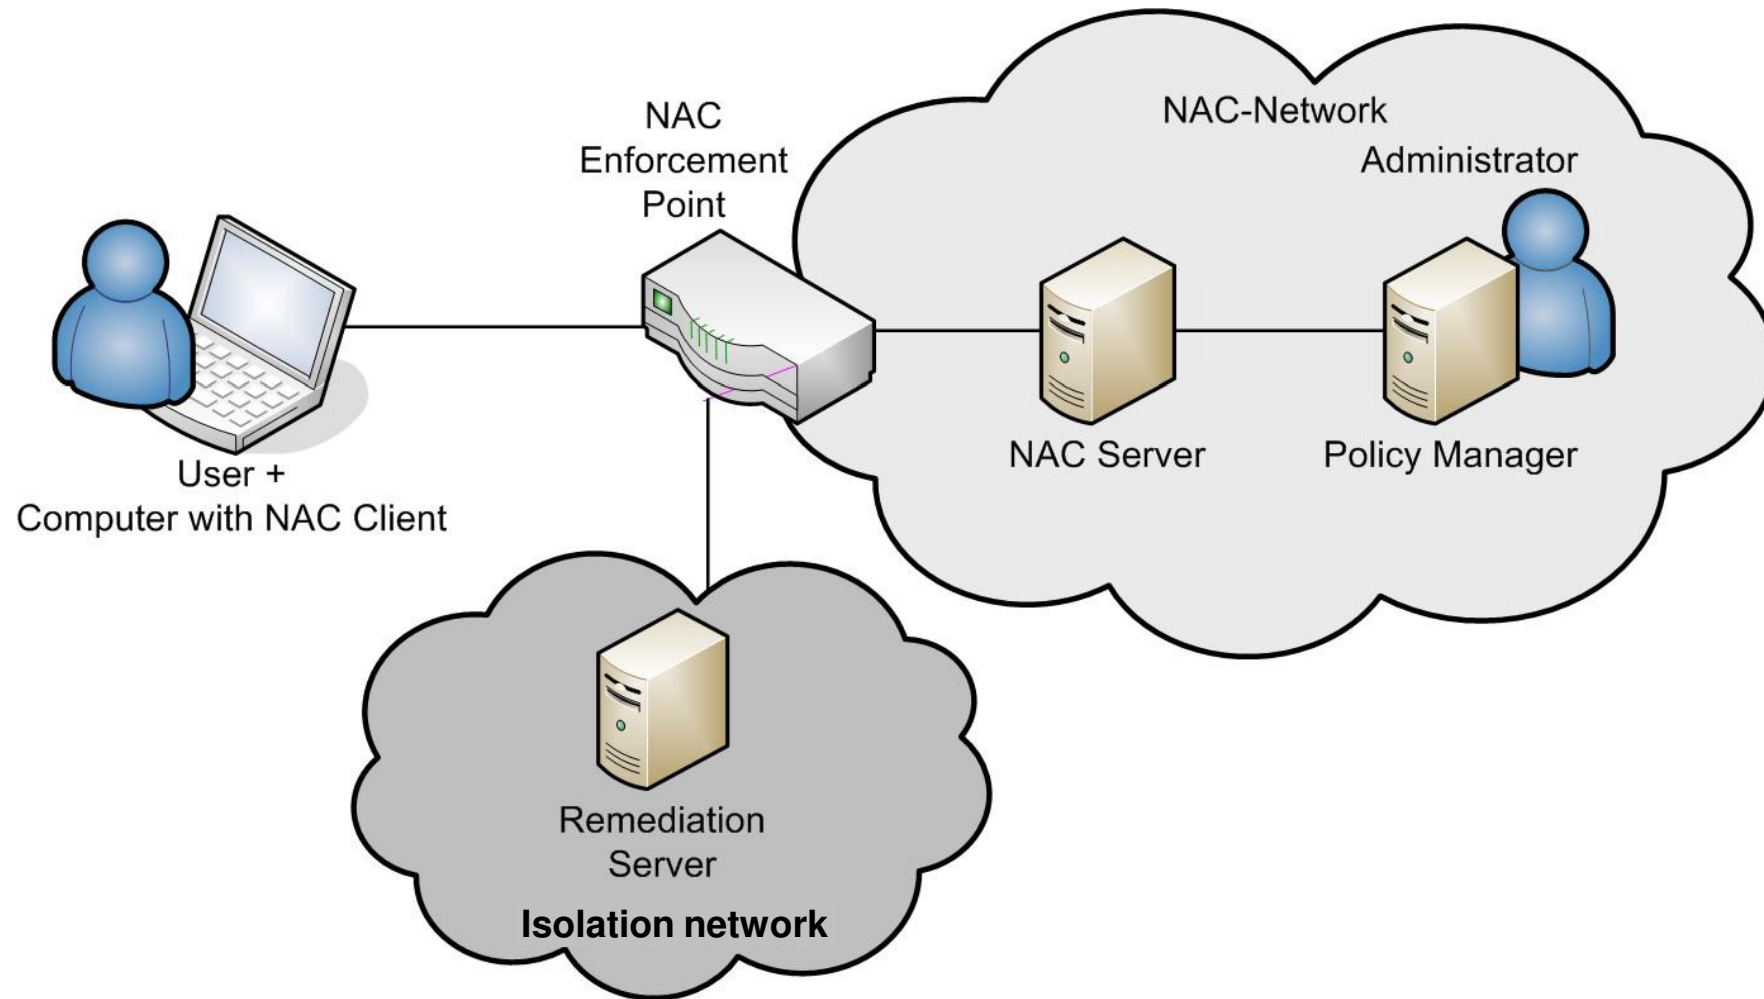 NAC
Enforcement
Point
NAC-Network
Administrator
User +
Computer with NAC Client
NAC Server
Policy Manager
Remediation
Server
Isolation network